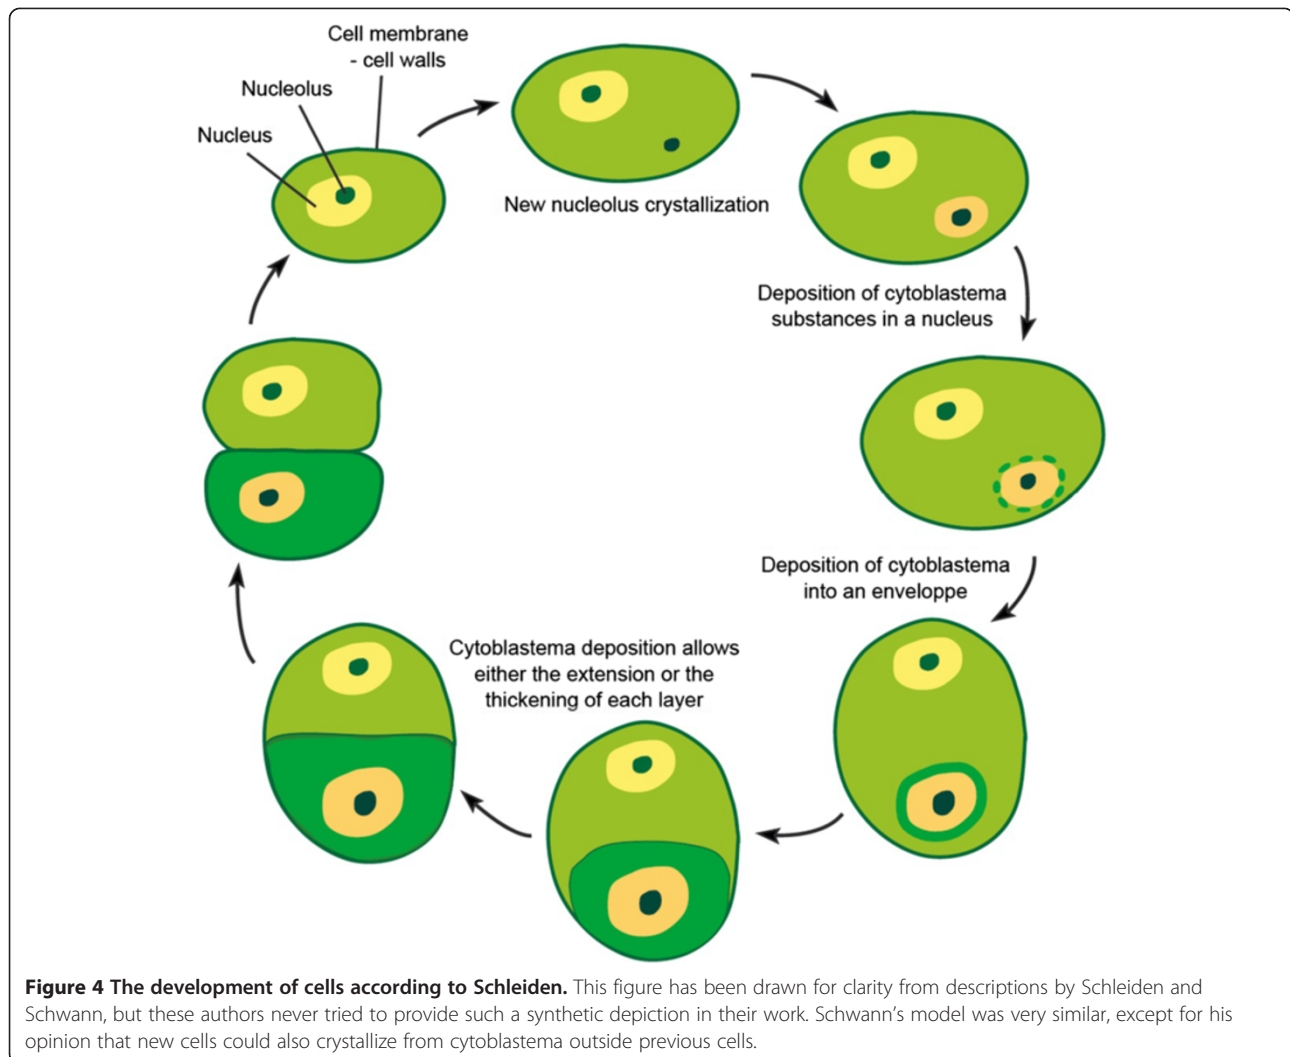 Cell membrane
- cell walls
Nucleolus
Nucleus
New nucleolus crystallization
Deposition of cytoblastema
substances in a nucleus
Deposition of cytoblastema
into an enveloppe
Cytoblastema deposition allows
either the extension or the
thickening of each layer
Figure 4 The development of cells according to Schleiden. This figure has been drawn for clarity from descriptions by Schleiden and
Schwann, but these authors never tried to provide such a synthetic depiction in their work. Schwann's model was very similar, except for his
opinion that new cells could also crystallize from cytoblastema outside previous cells.